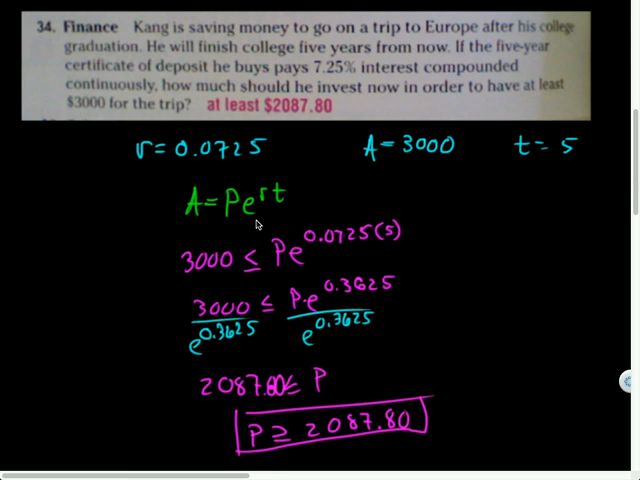 34. Finance Kang is saving money to go on a trip to Europe after his college
graduation. He will finish college five years from now. If the five-year
certificate of deposit he buys pays 7.25% interest compounded
continuously, how much should he invest now in order to have at least
$3000 for the trip? at least $2087.80
r = 0.0725 A = 3000 t = 5
A = Pe^rt
3000 ≤ Pe^0.0725(5)
3000 ≤ P·e^0.3625
e^0.3625 e^0.3625
2087.80 ≤ P
P ≥ 2087.80